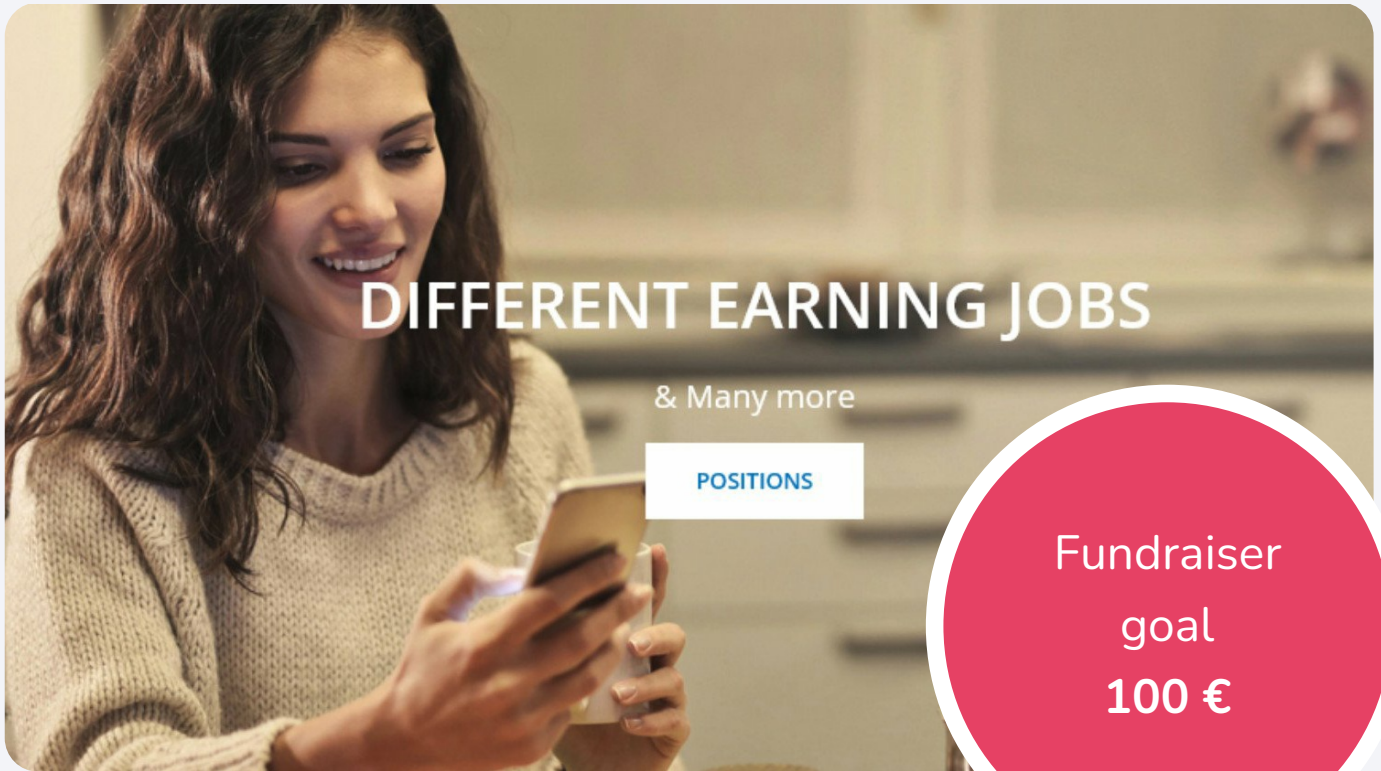 DIFFERENT EARNING JOBS
& Many more
POSITIONS
Fundraiser
goal
100 €